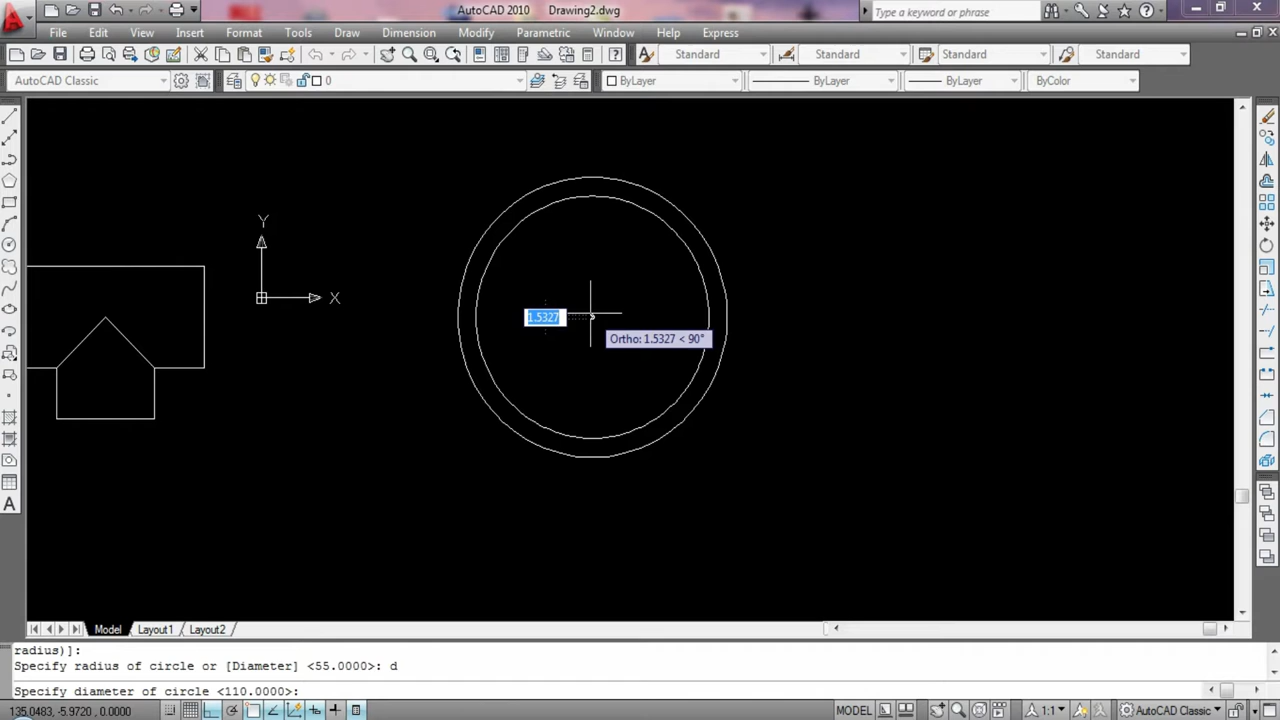 AutoCAD 2010 Drawing2.dwg
Type a keyword or phrase
File Edit View Insert Format Tools Draw Dimension Modify Parametric Window Help Express
Standard Standard Standard Standard
AutoCAD Classic 0 ByLayer ByLayer ByLayer ByColor
Y
X
1.5327
Ortho: 1.5327 < 90°
A
Model Layout1 Layout2
radius)]:
Specify radius of circle or [Diameter] <55.0000>: d
Specify diameter of circle <110.0000>:
135.0483, -5.9720, 0.0000 MODEL 1:1 AutoCAD Classic